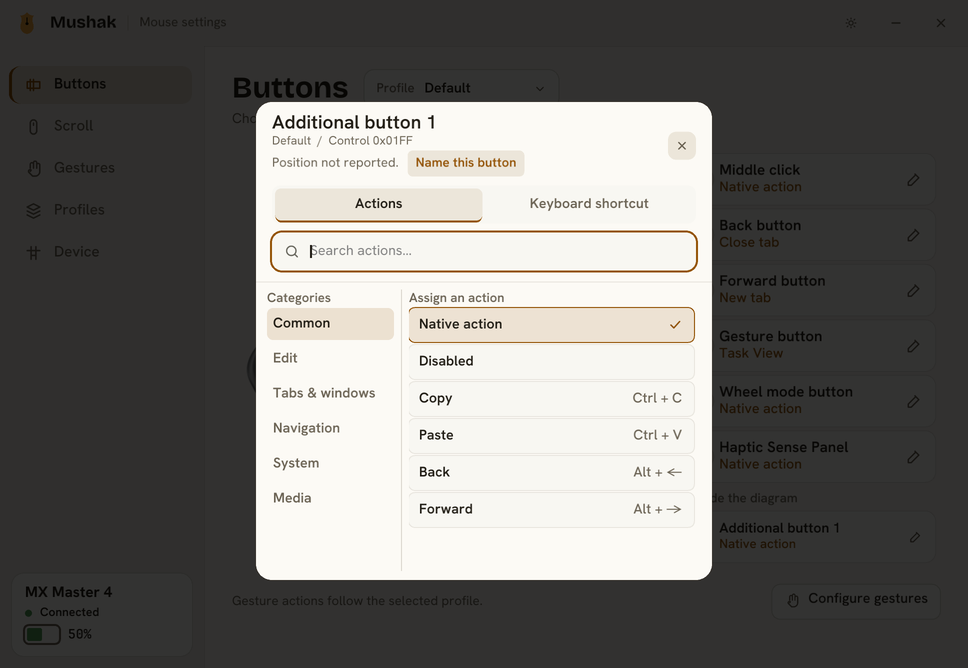 Mushak
Mouse settings
Buttons
Scroll
Gestures
Profiles
Device
MX Master 4
Connected
50%
Buttons
Profile Default
Additional button 1
Default / Control 0x01FF
Position not reported. Name this button
Actions
Keyboard shortcut
Search actions...
Categories
Common
Edit
Tabs & windows
Navigation
System
Media
Assign an action
Native action
Disabled
Copy Ctrl + C
Paste Ctrl + V
Back Alt + ←
Forward Alt + →
Middle click
Native action
Back button
Close tab
Forward button
New tab
Gesture button
Task View
Wheel mode button
Native action
Haptic Sense Panel
Native action
the diagram
Additional button 1
Native action
Gesture actions follow the selected profile.
Configure gestures